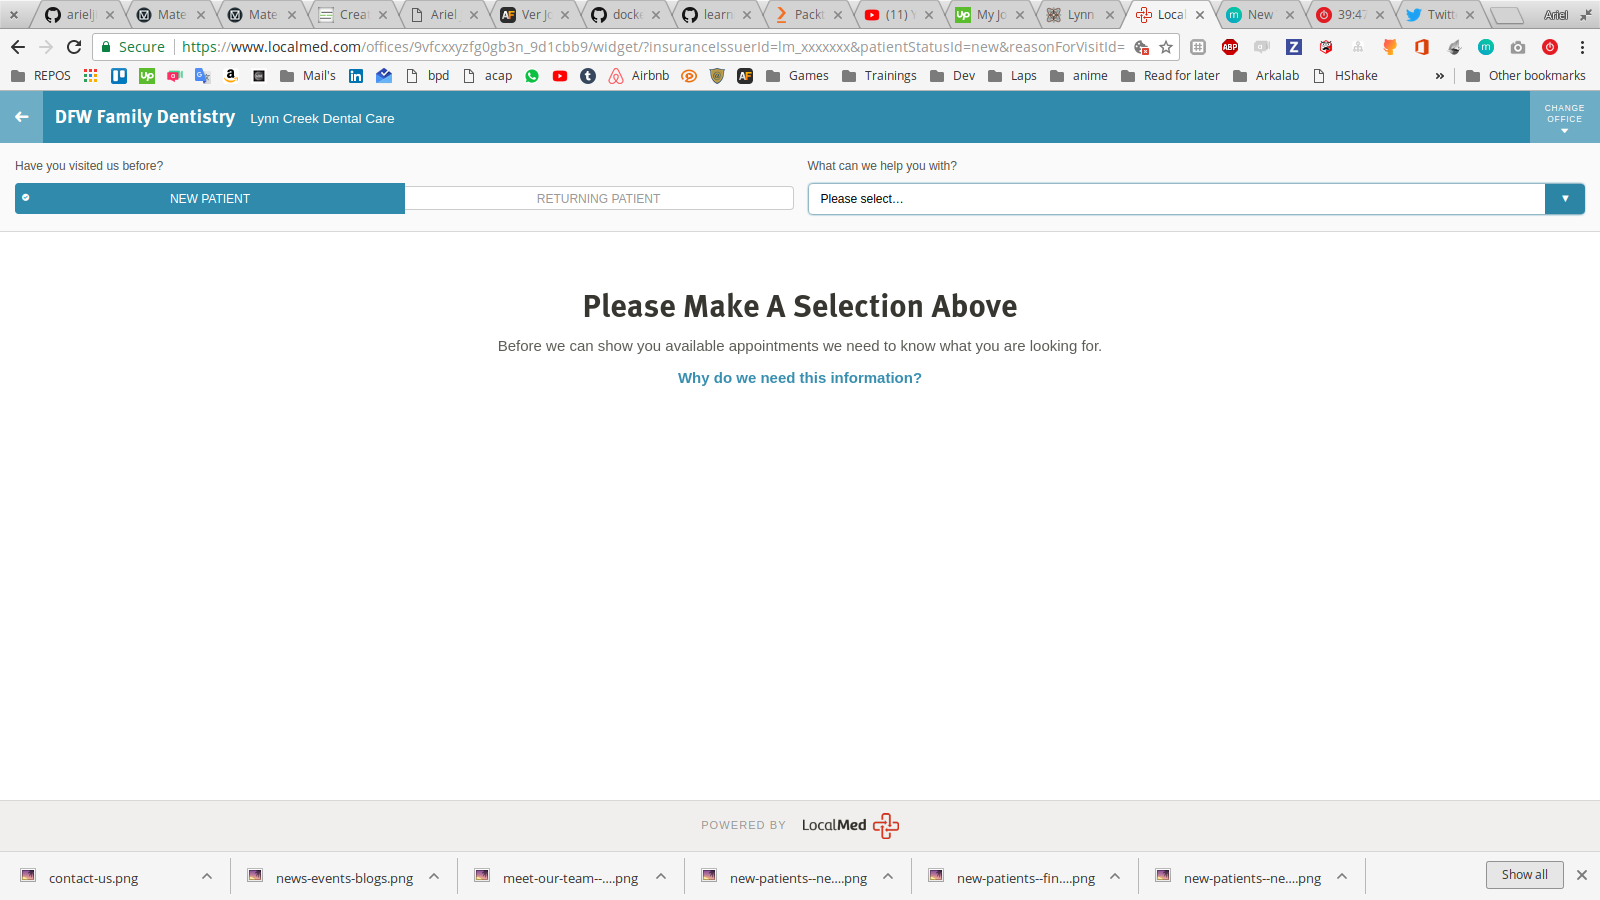 arielj Mate Mate Creat Ariel Ver Jo docke learn Packt (11) Y My Jo Lynn Local New 39:47 Twitt Ariel
Secure https://www.localmed.com/offices/9vfcxxyzfg0gb3n_9d1cbb9/widget/?insuranceIssuerId=lm_xxxxxxx&patientStatusId=new&reasonForVisitId=
REPOS Mail's bpd acap Airbnb Games Trainings Dev Laps anime Read for later Arkalab HShake » Other bookmarks
DFW Family Dentistry Lynn Creek Dental Care
CHANGE
OFFICE
Have you visited us before?
What can we help you with?
NEW PATIENT RETURNING PATIENT
Please select...
Please Make A Selection Above
Before we can show you available appointments we need to know what you are looking for.
Why do we need this information?
POWERED BY LocalMed
contact-us.png news-events-blogs.png meet-our-team--....png new-patients--ne....png new-patients--fin....png new-patients--ne....png Show all